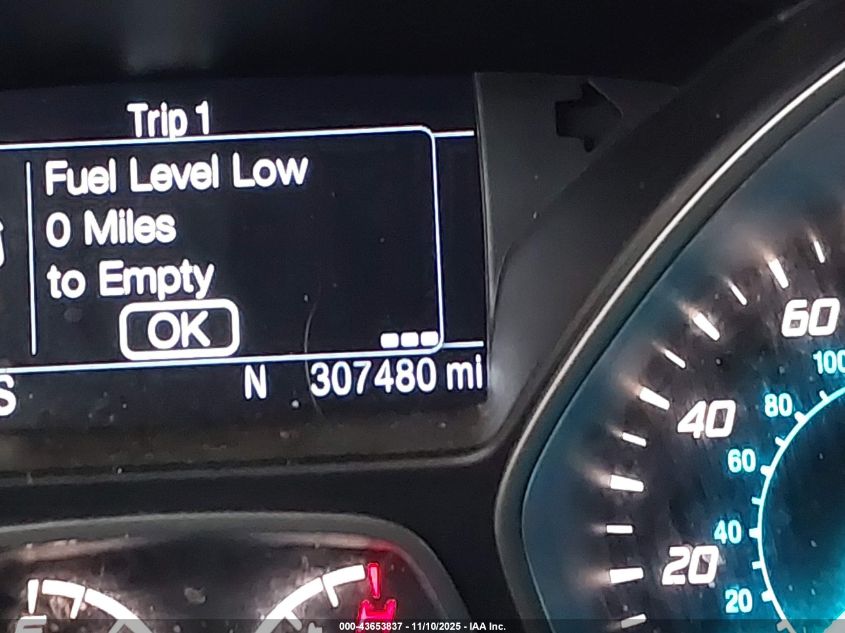 Trip 1
Fuel Level Low
0 Miles
to Empty
OK
S
N 307480 mi
60
100
40
80
60
40
20
20
000-43653837 - 11/10/2025 - IAA Inc.